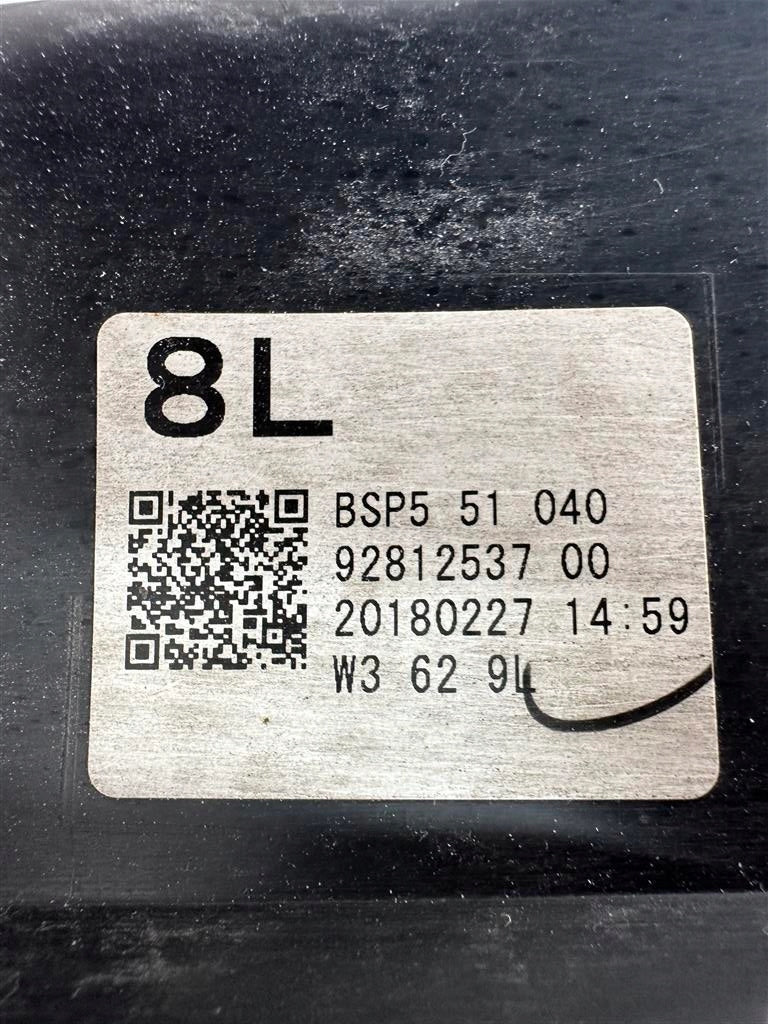 8L
BSP5 51 040
92812537 00
20180227 14:59
W3 62 9L